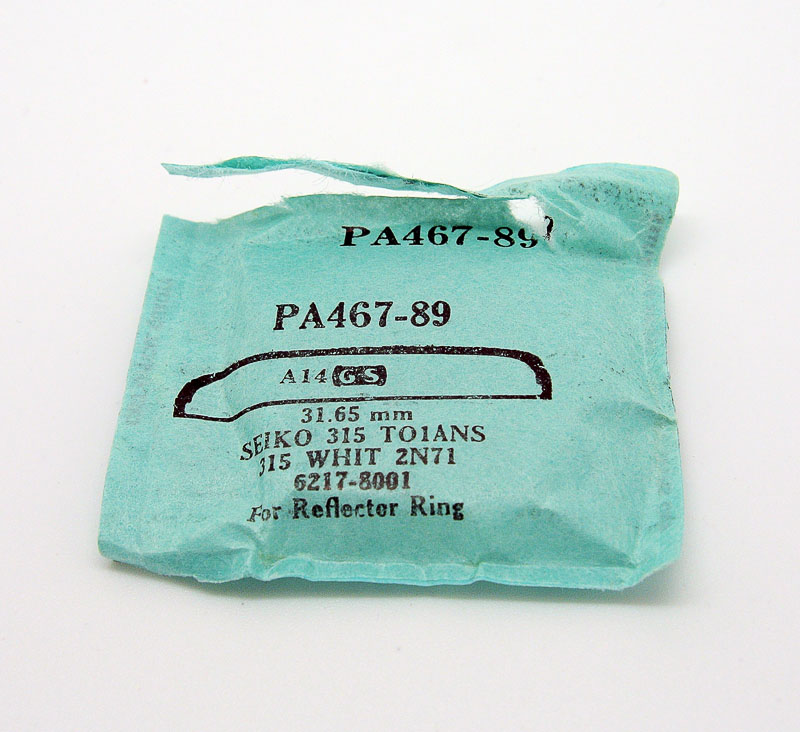 PA467-89
PA467-89
A14 GS
31.65 mm
SEIKO 315 TO1ANS
315 WHIT 2N71
6217-8001
For Reflector Ring